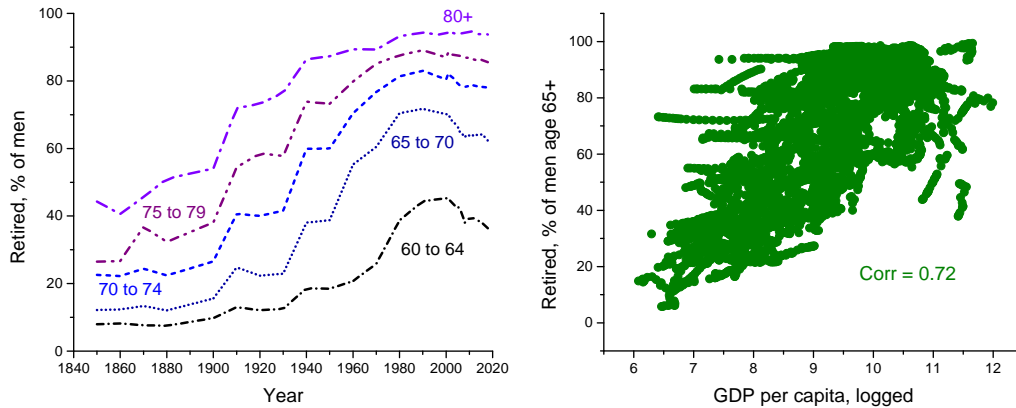 100
80
60
40
20
0
1840 1860 1880 1900 1920 1940 1960 1980 2000 2020
Retired, % of men
Year
80+
65 to 70
75 to 79
70 to 74
60 to 64
100
80
60
40
20
0
6 7 8 9 10 11 12
Retired, % of men age 65+
GDP per capita, logged
Corr = 0.72